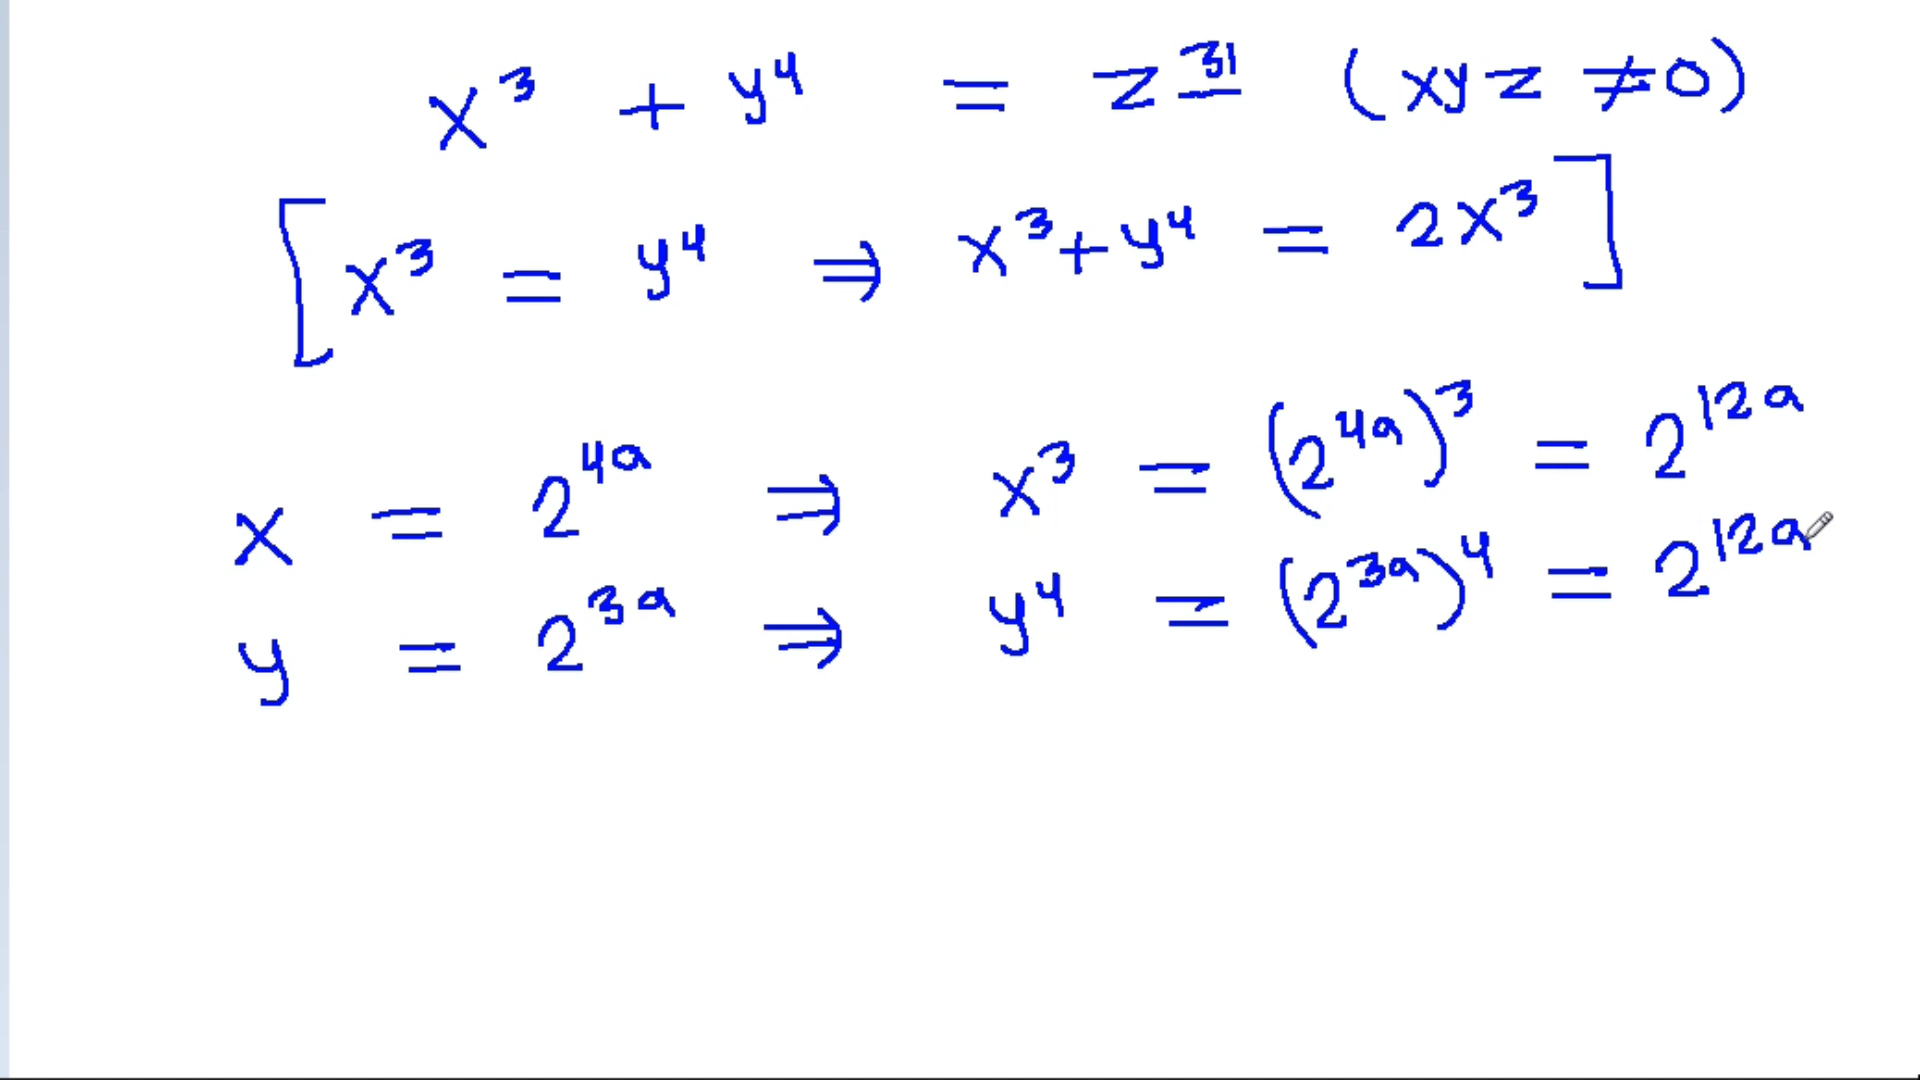 x³ + y⁴ = z³¹ (xyz ≠ 0)
[x³ = y⁴ ⇒ x³ + y⁴ = 2x³]
x = 2⁴ᵃ ⇒ x³ = (2⁴ᵃ)³ = 2¹²ᵃ
y = 2³ᵃ ⇒ y⁴ = (2³ᵃ)⁴ = 2¹²ᵃ